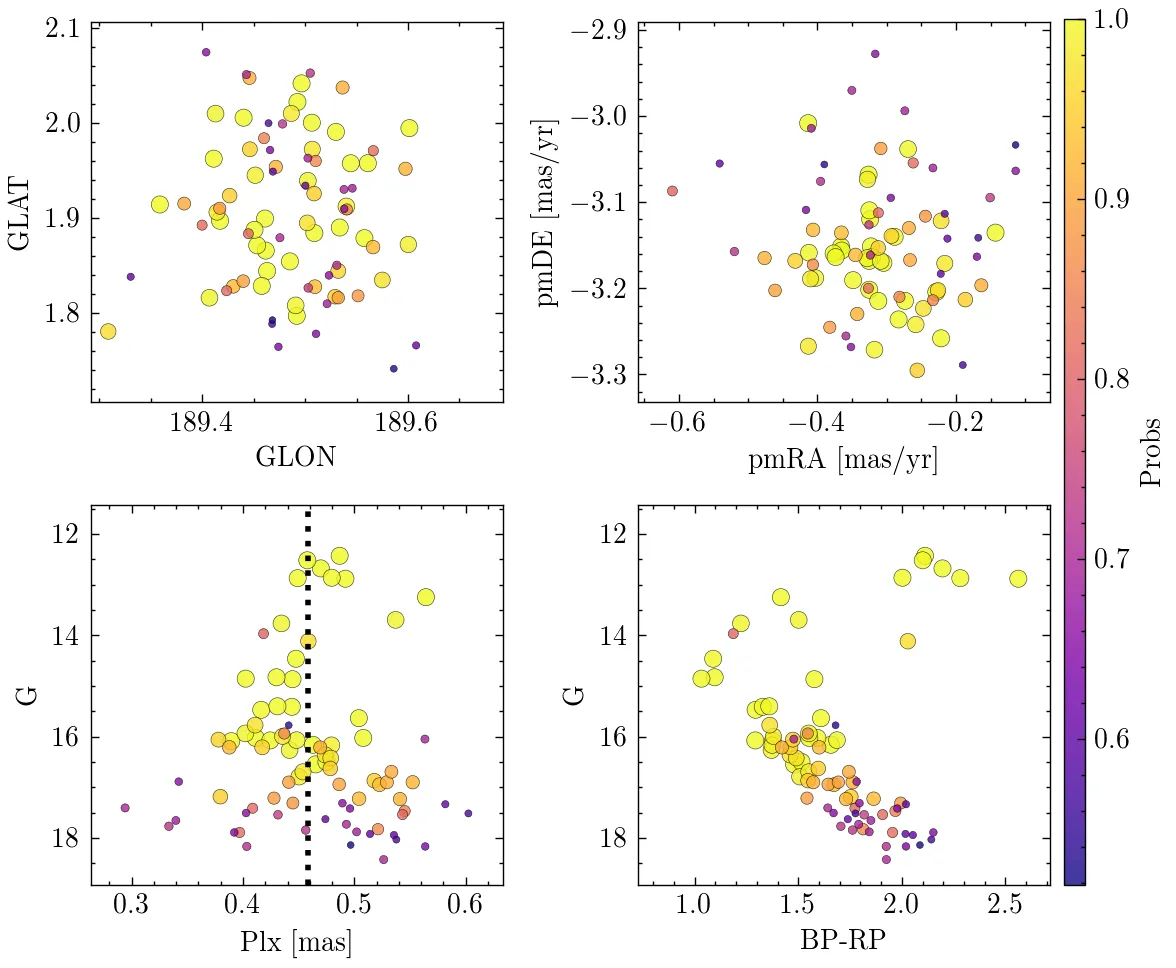 2.1
2.0
1.9
1.8
GLAT
189.4 189.6
GLON
−2.9
−3.0
−3.1
−3.2
−3.3
pmDE [mas/yr]
−0.6 −0.4 −0.2
pmRA [mas/yr]
12
14
16
18
G
0.3 0.4 0.5 0.6
Plx [mas]
12
14
16
18
G
1.0 1.5 2.0 2.5
BP-RP
1.0
0.9
0.8
0.7
0.6
Probs